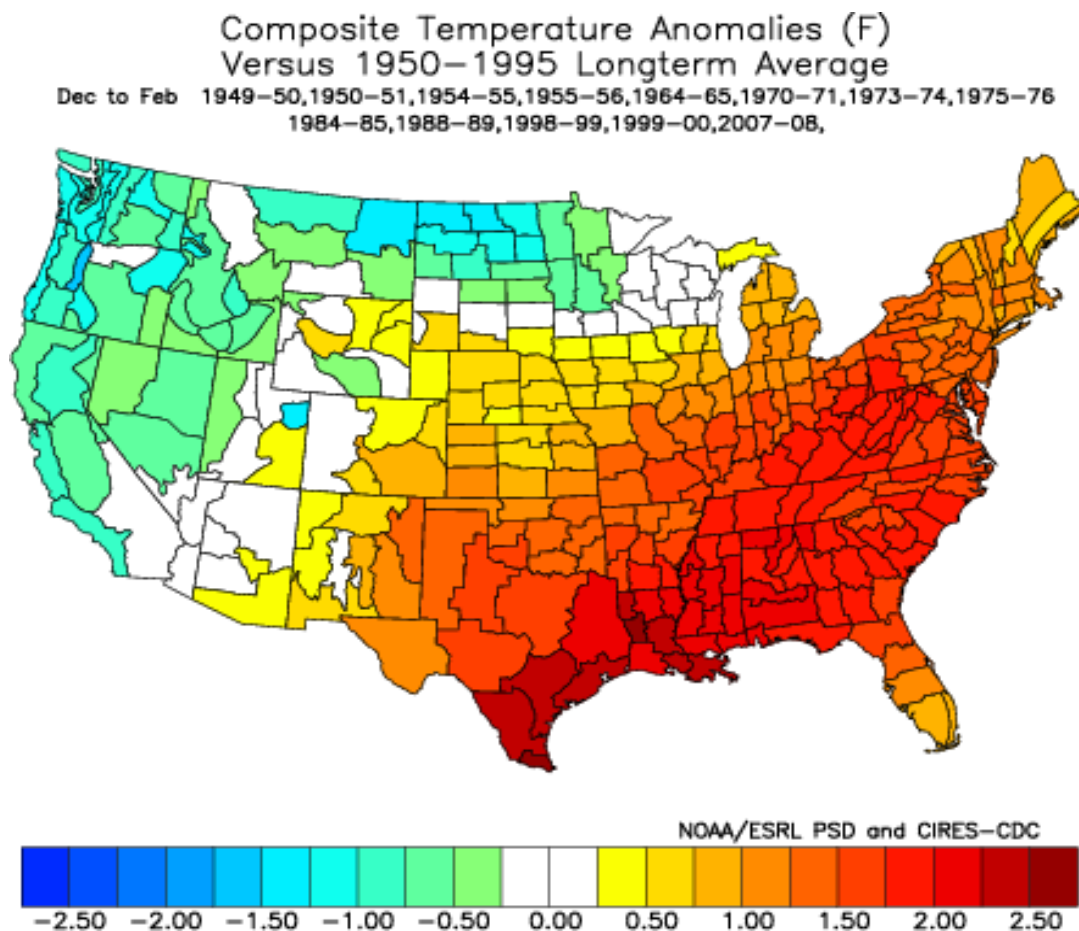 Composite Temperature Anomalies (F)
Versus 1950-1995 Longterm Average
Dec to Feb 1949-50,1950-51,1954-55,1955-56,1964-65,1970-71,1973-74,1975-76
1984-85,1988-89,1998-99,1999-00,2007-08,
NOAA/ESRL PSD and CIRES-CDC
-2.50 -2.00 -1.50 -1.00 -0.50 0.00 0.50 1.00 1.50 2.00 2.50